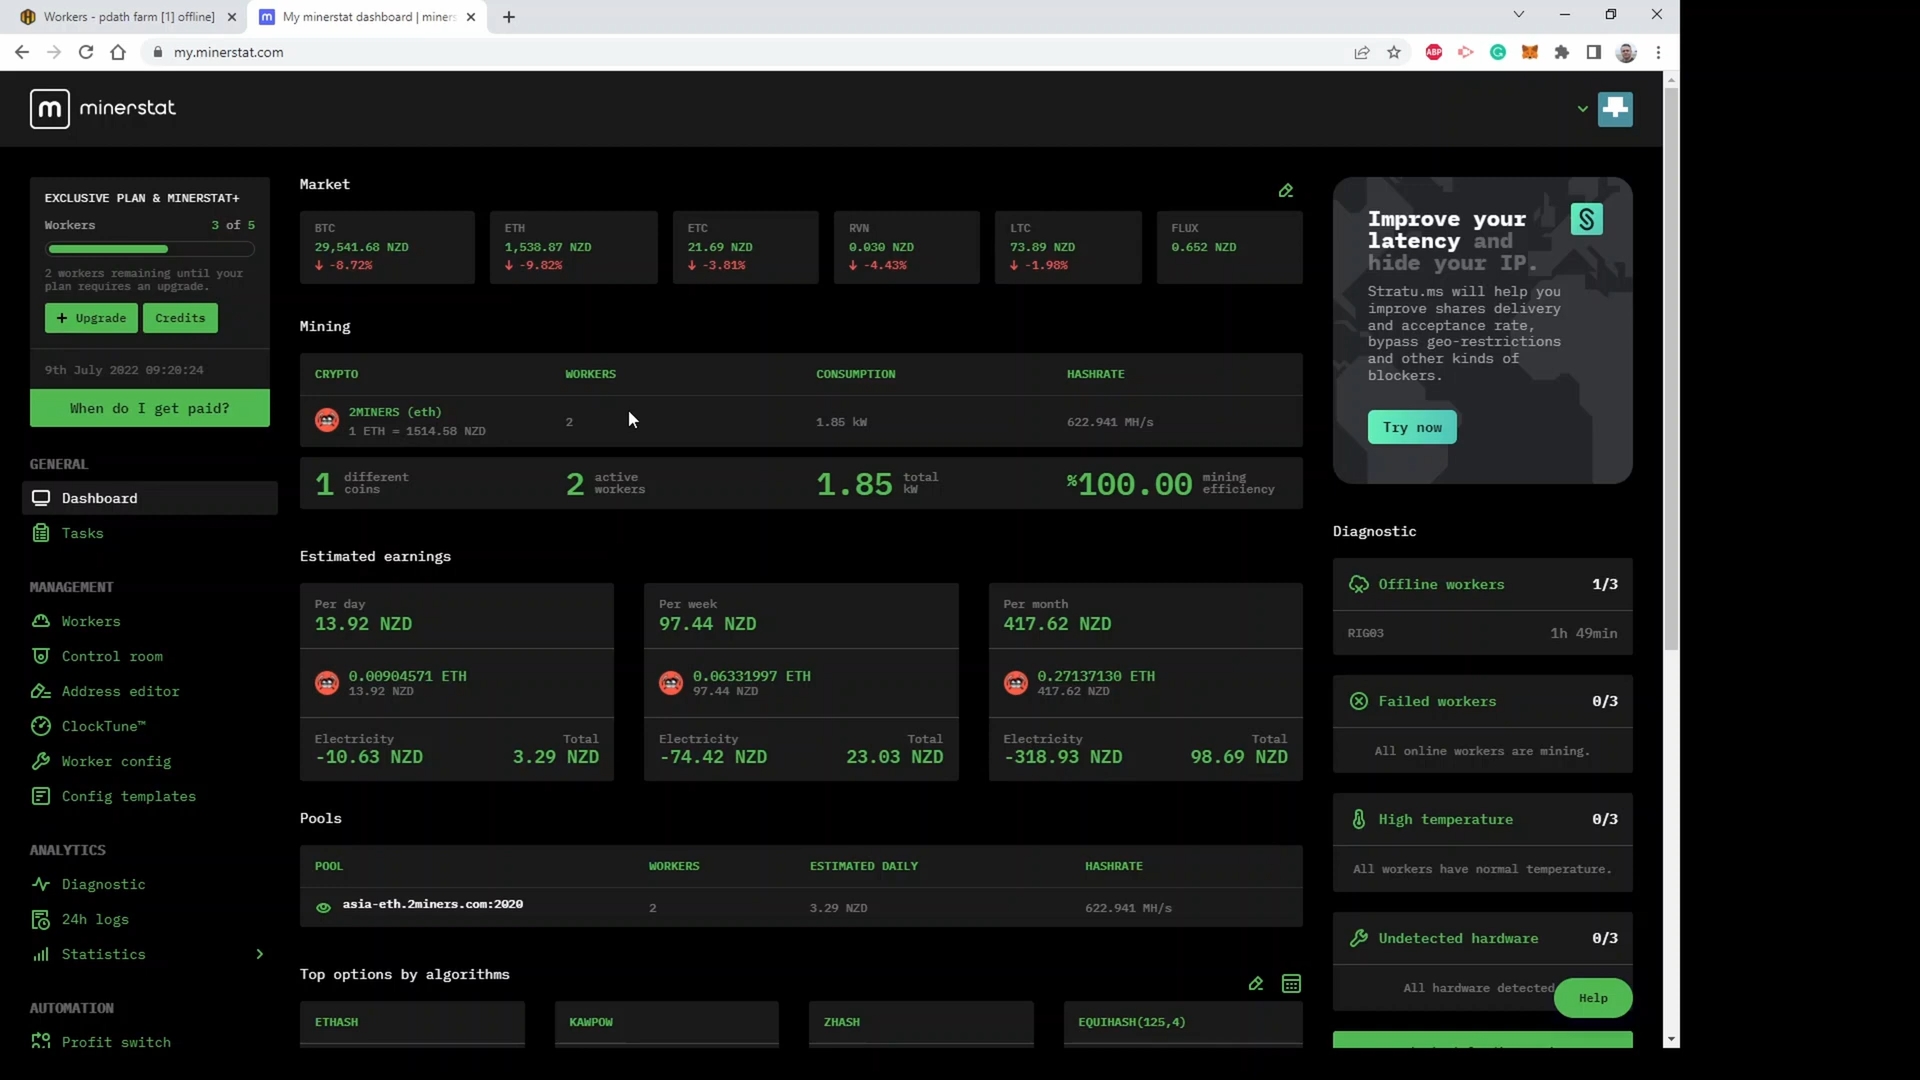 Workers - pdath farm [1] offline]
My minerstat dashboard | miners
my.minerstat.com
ABP
m minerstat
EXCLUSIVE PLAN & MINERSTAT+
Workers 3 of 5
2 workers remaining until your
plan requires an upgrade.
+ Upgrade
Credits
9th July 2022 09:20:24
When do I get paid?
GENERAL
Dashboard
Tasks
MANAGEMENT
Workers
Control room
Address editor
ClockTune™
Worker config
Config templates
ANALYTICS
Diagnostic
24h logs
Statistics
AUTOMATION
Profit switch
Market
BTC
29,541.68 NZD
↓ -8.72%
ETH
1,538.87 NZD
↓ -9.82%
ETC
21.69 NZD
↓ -3.81%
RVN
0.030 NZD
↓ -4.43%
LTC
73.89 NZD
↓ -1.98%
FLUX
0.652 NZD
Mining
CRYPTO WORKERS CONSUMPTION HASHRATE
2MINERS (eth)
1 ETH = 1514.58 NZD
2 1.85 kW 622.941 MH/s
1 different
coins
2 active
workers
1.85 total
kW
%100.00 mining
efficiency
Estimated earnings
Per day
13.92 NZD
0.00904571 ETH
13.92 NZD
Electricity Total
-10.63 NZD 3.29 NZD
Per week
97.44 NZD
0.06331997 ETH
97.44 NZD
Electricity Total
-74.42 NZD 23.03 NZD
Per month
417.62 NZD
0.27137130 ETH
417.62 NZD
Electricity Total
-318.93 NZD 98.69 NZD
Pools
POOL WORKERS ESTIMATED DAILY HASHRATE
asia-eth.2miners.com:2020 2 3.29 NZD 622.941 MH/s
Top options by algorithms
ETHASH
KAWPOW
ZHASH
EQUIHASH(125,4)
Improve your
latency and
hide your IP.
Stratu.ms will help you
improve shares delivery
and acceptance rate,
bypass geo-restrictions
and other kinds of
blockers.
Try now
Diagnostic
Offline workers 1/3
RIG03 1h 49min
Failed workers 0/3
All online workers are mining.
High temperature 0/3
All workers have normal temperature.
Undetected hardware 0/3
All hardware detected
Help